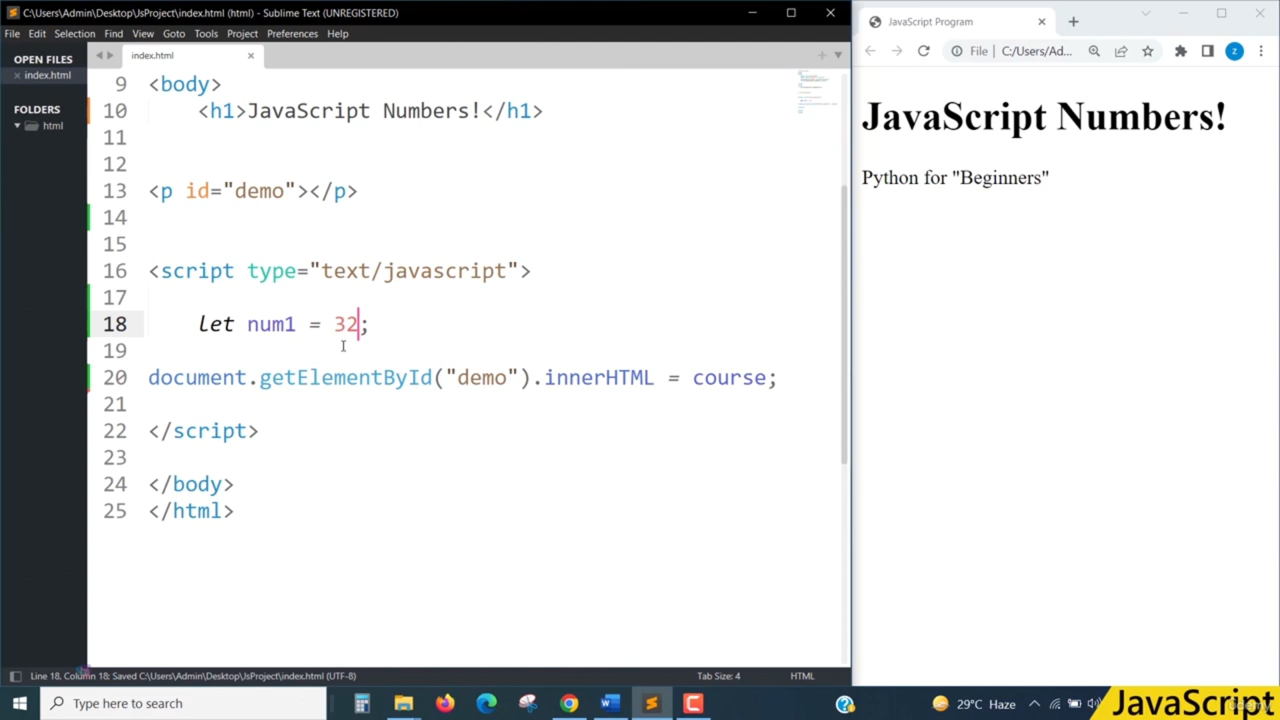 C:\Users\Admin\Desktop\JsProject\index.html (html) - Sublime Text (UNREGISTERED)
File Edit Selection Find View Goto Tools Project Preferences Help
OPEN FILES
index.html
FOLDERS
html
index.html
9 <body>
10 <h1>JavaScript Numbers!</h1>
11
12
13 <p id="demo"></p>
14
15
16 <script type="text/javascript">
17
18 let num1 = 32;
19
20 document.getElementById("demo").innerHTML = course;
21
22 </script>
23
24 </body>
25 </html>
Line 18, Column 18: Saved C:\Users\Admin\Desktop\JsProject\index.html (UTF-8)
Tab Size: 4
HTML
JavaScript Program
File
C:/Users/Ad...
Z
JavaScript Numbers!
Python for "Beginners"
Type here to search
29°C Haze
JavaScript